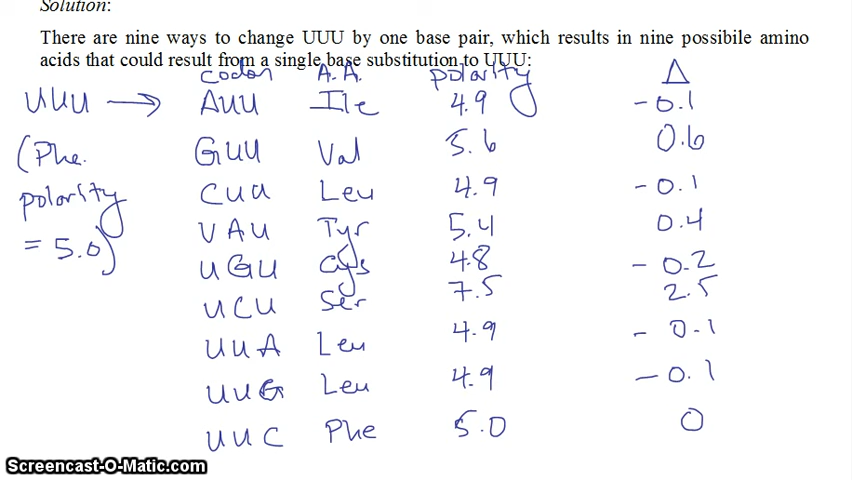 Solution:
There are nine ways to change UUU by one base pair, which results in nine possibile amino
acids that could result from a single base substitution to UUU:
codon A.A. polarity Δ
UUU → AUU Ile 4.9 -0.1
(Phe. GUU Val 5.6 0.6
polarity CUU Leu 4.9 -0.1
= 5.0) UAU Tyr 5.4 0.4
UGU Cys 4.8 -0.2
UCU Ser 7.5 2.5
UUA Leu 4.9 -0.1
UUG Leu 4.9 -0.1
UUC Phe 5.0 0
Screencast-O-Matic.com